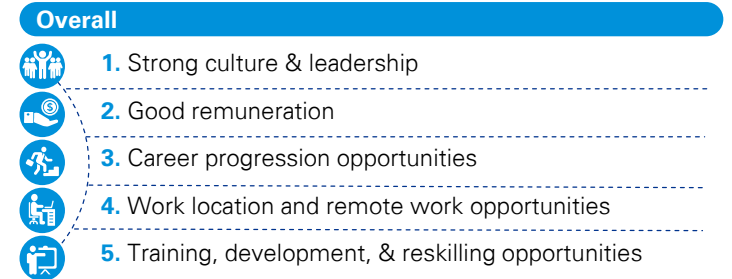 Overall
1. Strong culture & leadership
2. Good remuneration
3. Career progression opportunities
4. Work location and remote work opportunities
5. Training, development, & reskilling opportunities